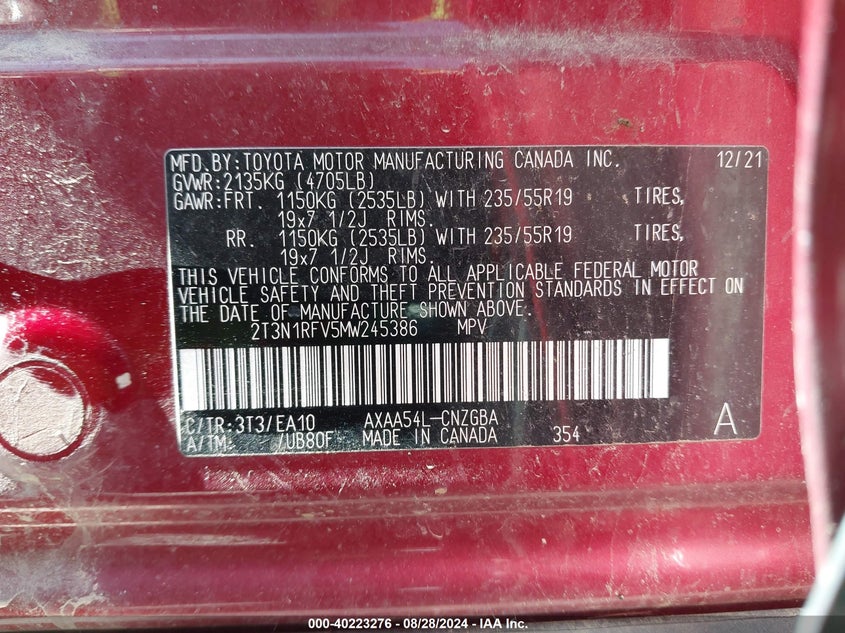 MFD.BY:TOYOTA MOTOR MANUFACTURING CANADA INC. 12/21
GVWR:2135KG (4705LB)
GAWR:FRT. 1150KG (2535LB) WITH 235/55R19 TIRES,
19x7 1/2J RIMS.
RR. 1150KG (2535LB) WITH 235/55R19 TIRES,
19x7 1/2J RIMS.
THIS VEHICLE CONFORMS TO ALL APPLICABLE FEDERAL MOTOR
VEHICLE SAFETY AND THEFT PREVENTION STANDARDS IN EFFECT ON
THE DATE OF MANUFACTURE SHOWN ABOVE.
2T3N1RFV5MW245386 MPV
C/TR:3T3/EA10 AXAA54L-CNZGBA A
A/TM: /UB80F MADE IN CANADA 354
000-40223276 - 08/28/2024 - IAA Inc.